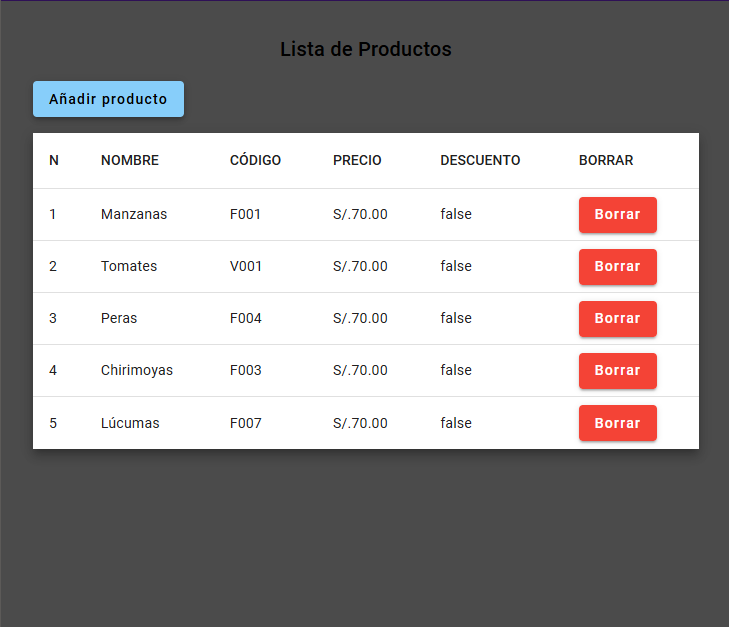 Lista de Productos
Añadir producto
N NOMBRE CÓDIGO PRECIO DESCUENTO BORRAR
1 Manzanas F001 S/.70.00 false Borrar
2 Tomates V001 S/.70.00 false Borrar
3 Peras F004 S/.70.00 false Borrar
4 Chirimoyas F003 S/.70.00 false Borrar
5 Lúcumas F007 S/.70.00 false Borrar